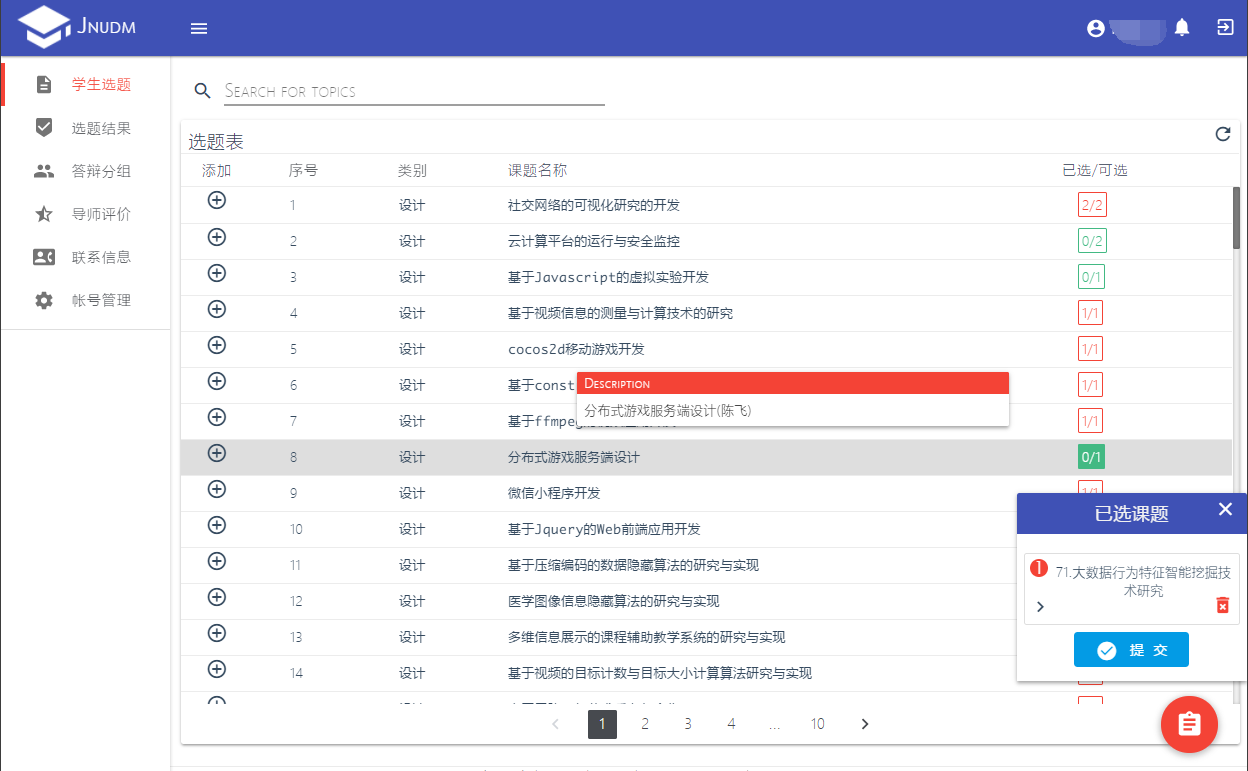 JNUDM
学生选题
选题结果
答辩分组
导师评价
联系信息
帐号管理
SEARCH FOR TOPICS
选题表
添加 序号 类别 课题名称 已选/可选
1 设计 社交网络的可视化研究的开发 2/2
2 设计 云计算平台的运行与安全监控 0/2
3 设计 基于Javascript的虚拟实验开发 0/1
4 设计 基于视频信息的测量与计算技术的研究 1/1
5 设计 cocos2d移动游戏开发 1/1
6 设计 基于const 1/1
DESCRIPTION
分布式游戏服务端设计(陈飞)
7 设计 基于ffmpeg 1/1
8 设计 分布式游戏服务端设计 0/1
9 设计 微信小程序开发 1/1
10 设计 基于Jquery的Web前端应用开发
11 设计 基于压缩编码的数据隐藏算法的研究与实现
12 设计 医学图像信息隐藏算法的研究与实现
13 设计 多维信息展示的课程辅助教学系统的研究与实现
14 设计 基于视频的目标计数与目标大小计算算法研究与实现
已选课题
1 71.大数据行为特征智能挖掘技
术研究
提 交
1 2 3 4 ... 10